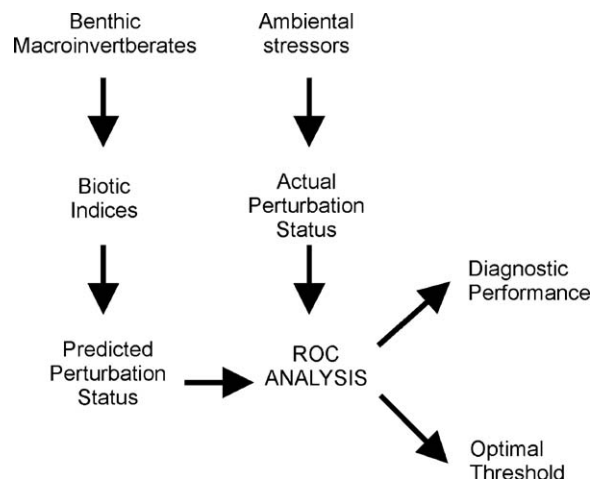 Benthic
Macroinvertberates
Ambiental
stressors
Biotic
Indices
Actual
Perturbation
Status
Diagnostic
Performance
Predicted
Perturbation
Status
ROC
ANALYSIS
Optimal
Threshold